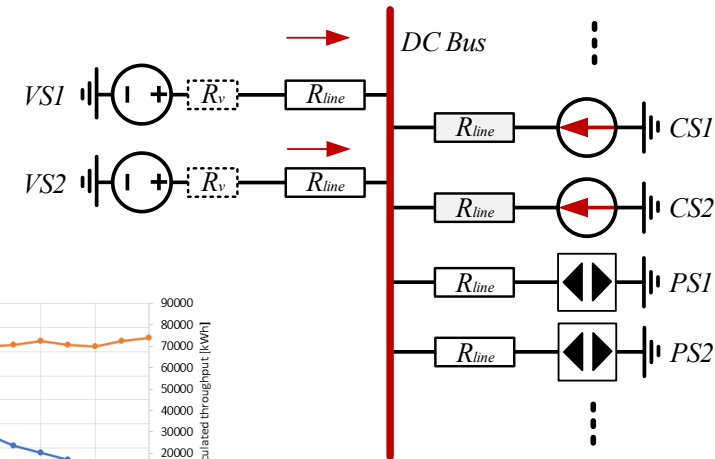 DC Bus
VS1
Rv
Rline
Rline
CS1
VS2
Rv
Rline
Rline
CS2
Rline
PS1
Rline
PS2
90000
80000
70000
60000
50000
40000
30000
20000
throughput [kWh]